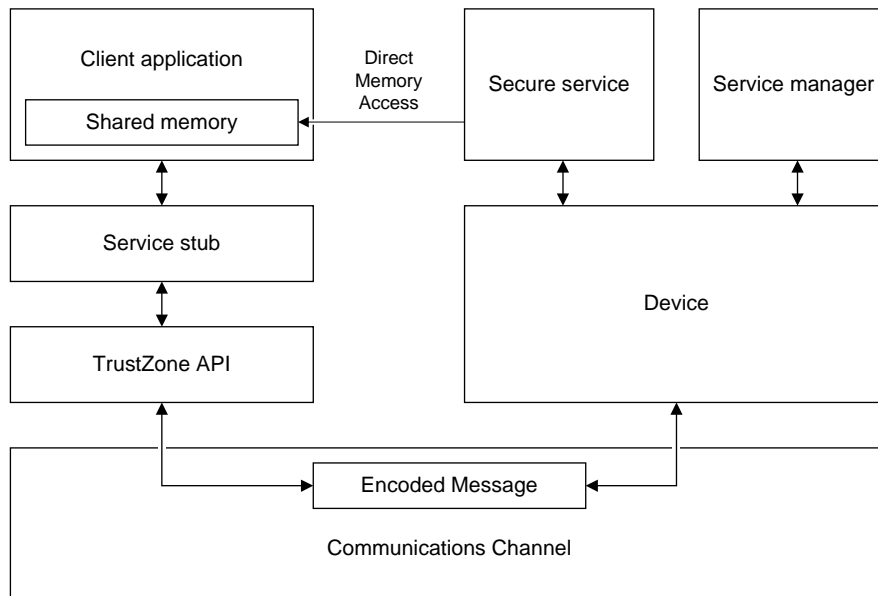 Client application
Shared memory
Direct
Memory
Access
Secure service
Service manager
Service stub
Device
TrustZone API
Encoded Message
Communications Channel